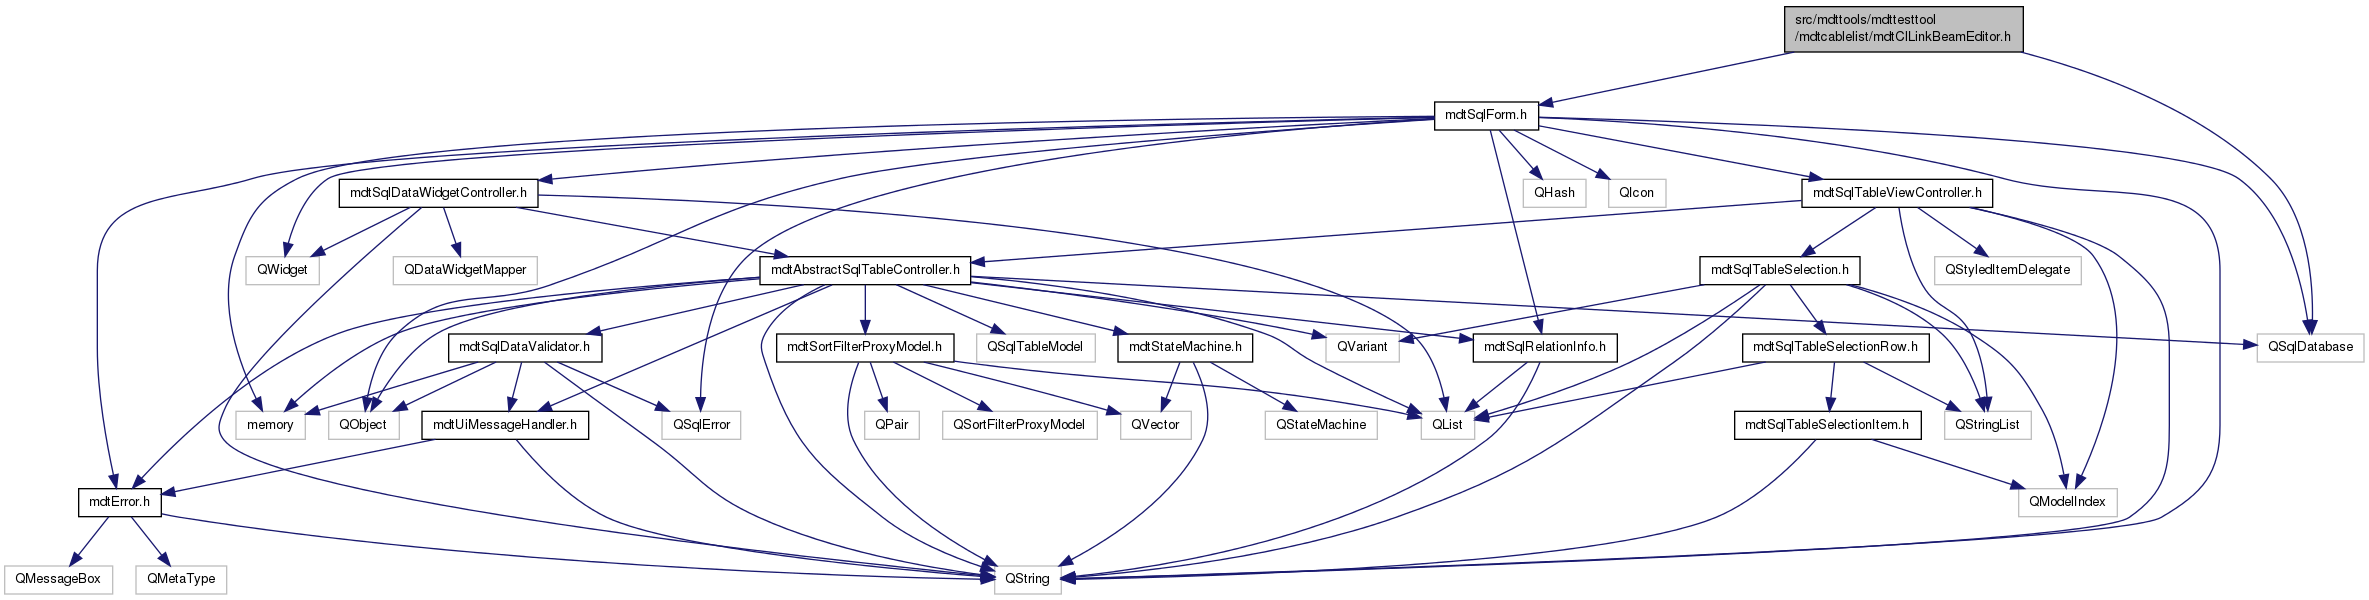 src/mdttools/mdttesttool
/mdtcablelist/mdtClLinkBeamEditor.h
mdtSqlForm.h
mdtSqlDataWidgetController.h
QHash
QIcon
mdtSqlTableViewController.h
QWidget
QDataWidgetMapper
mdtAbstractSqlTableController.h
mdtSqlTableSelection.h
QStyledItemDelegate
mdtSqlDataValidator.h
mdtSortFilterProxyModel.h
QSqlTableModel
mdtStateMachine.h
QVariant
mdtSqlRelationInfo.h
mdtSqlTableSelectionRow.h
QSqlDatabase
memory
QObject
mdtUiMessageHandler.h
QSqlError
QPair
QSortFilterProxyModel
QVector
QStateMachine
QList
mdtSqlTableSelectionItem.h
QStringList
mdtError.h
QModelIndex
QMessageBox
QMetaType
QString